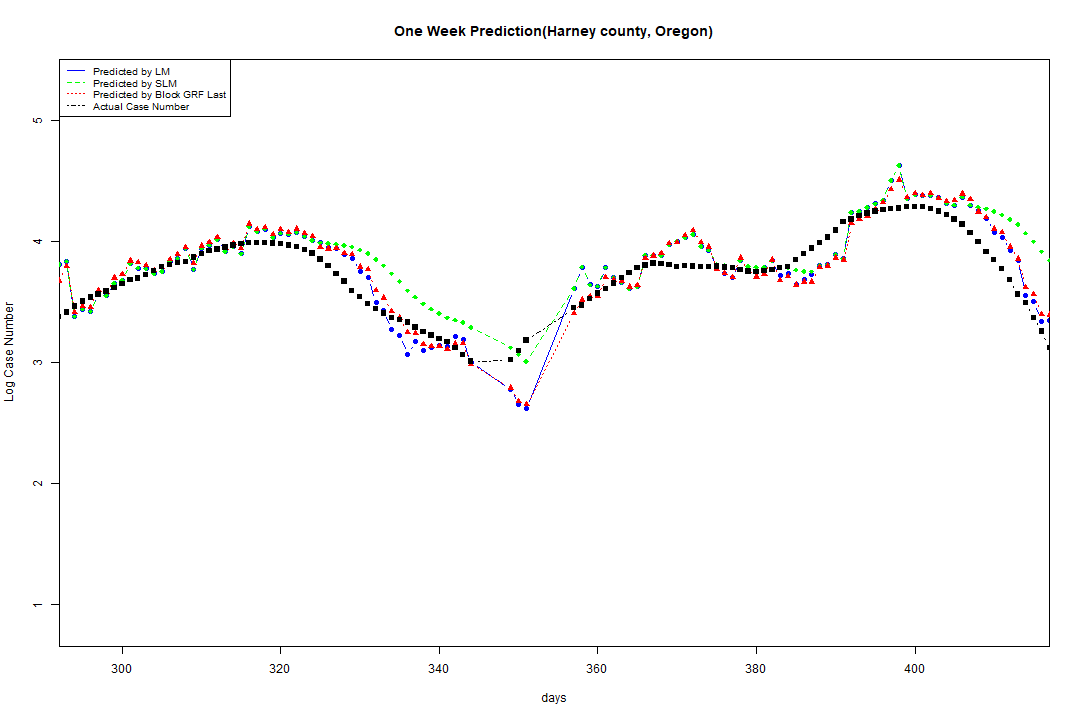 One Week Prediction(Harney county, Oregon)
Predicted by LM
Predicted by SLM
Predicted by Block GRF Last
Actual Case Number
5
4
3
2
1
Log Case Number
300 320 340 360 380 400
days